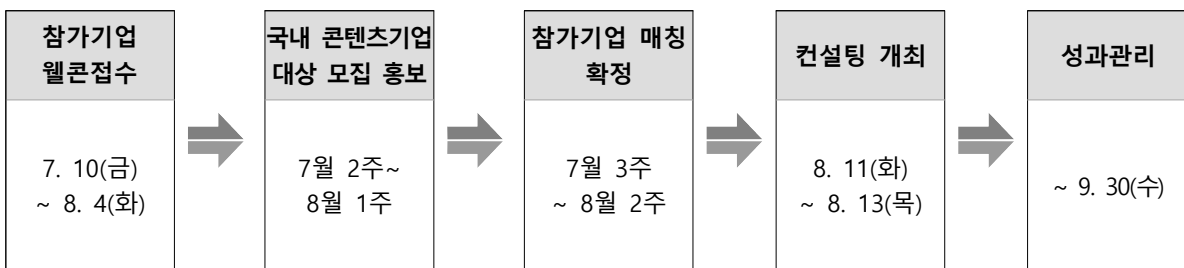 참가기업
웰콘접수
7. 10(금)
~ 8. 4(화)
국내 콘텐츠기업
대상 모집 홍보
7월 2주~
8월 1주
참가기업 매칭
확정
7월 3주
~ 8월 2주
컨설팅 개최
8. 11(화)
~ 8. 13(목)
성과관리
~ 9. 30(수)